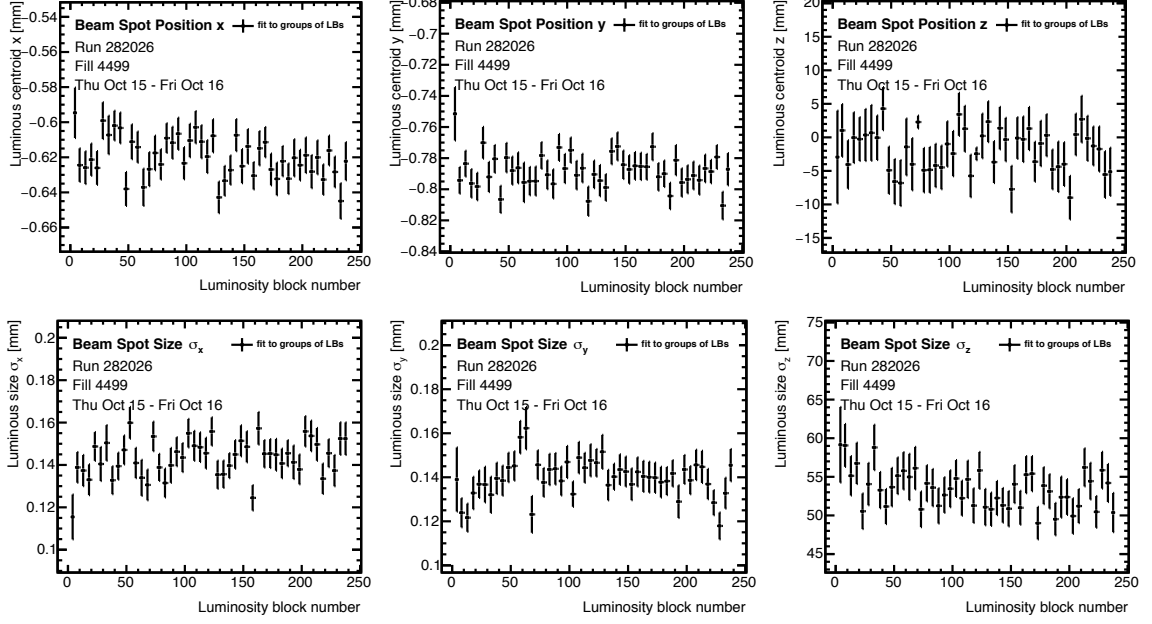 Beam Spot Position x fit to groups of LBs
Run 282026
Fill 4499
Thu Oct 15 - Fri Oct 16
Luminous centroid x [mm]
−0.54
−0.56
−0.58
−0.6
−0.62
−0.64
−0.66
0 50 100 150 200 250
Luminosity block number
Beam Spot Position y fit to groups of LBs
Run 282026
Fill 4499
Thu Oct 15 - Fri Oct 16
Luminous centroid y [mm]
−0.68
−0.7
−0.72
−0.74
−0.76
−0.78
−0.8
−0.82
−0.84
0 50 100 150 200 250
Luminosity block number
Beam Spot Position z fit to groups of LBs
Run 282026
Fill 4499
Thu Oct 15 - Fri Oct 16
Luminous centroid z [mm]
20
15
10
5
0
−5
−10
−15
0 50 100 150 200 250
Luminosity block number
Beam Spot Size σx fit to groups of LBs
Run 282026
Fill 4499
Thu Oct 15 - Fri Oct 16
Luminous size σx [mm]
0.2
0.18
0.16
0.14
0.12
0.1
0 50 100 150 200 250
Luminosity block number
Beam Spot Size σy fit to groups of LBs
Run 282026
Fill 4499
Thu Oct 15 - Fri Oct 16
Luminous size σy [mm]
0.2
0.18
0.16
0.14
0.12
0.1
0 50 100 150 200 250
Luminosity block number
Beam Spot Size σz fit to groups of LBs
Run 282026
Fill 4499
Thu Oct 15 - Fri Oct 16
Luminous size σz [mm]
75
70
65
60
55
50
45
0 50 100 150 200 250
Luminosity block number